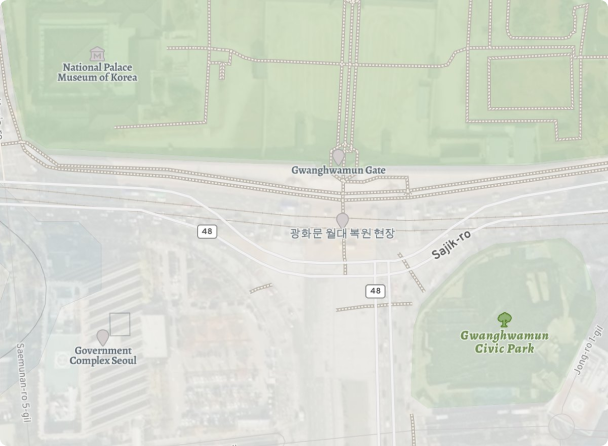 National Palace
Museum of Korea
Gwanghwamun Gate
광화문 월대 복원 현장
48
Sajik-ro
48
Gwanghwamun
Civic Park
Government
Complex Seoul
Saemunan-ro 5-gil
Jong-ro 1-gil